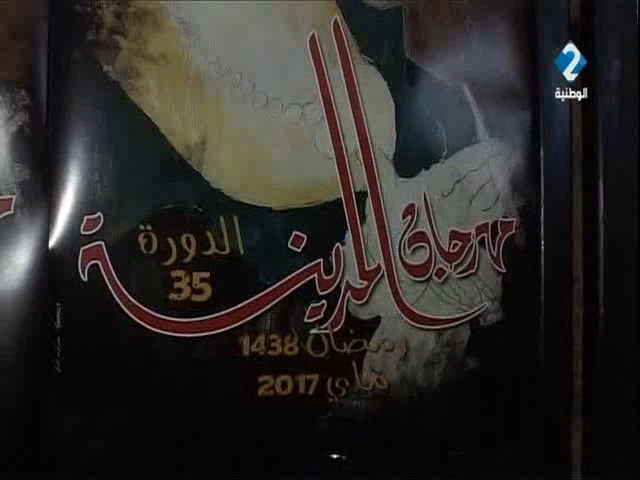 2
الوطنية
مهرجان المدينة
الدورة
35
رمضان 1438
ماي 2017